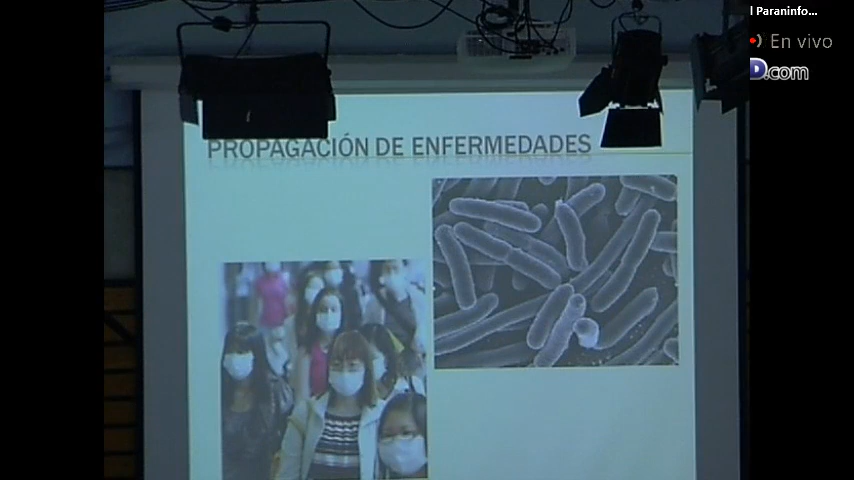 l Paraninfo...
En vivo
D.com
PROPAGACIÓN DE ENFERMEDADES